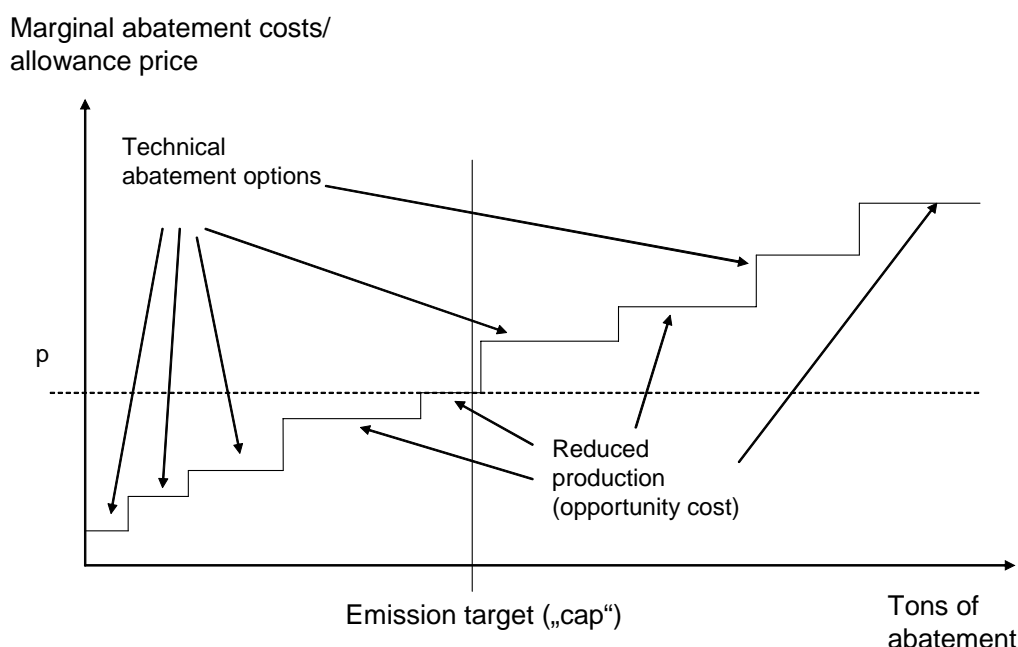 Marginal abatement costs/
allowance price
Technical
abatement options
p
Reduced
production
(opportunity cost)
Emission target („cap“)
Tons of
abatement